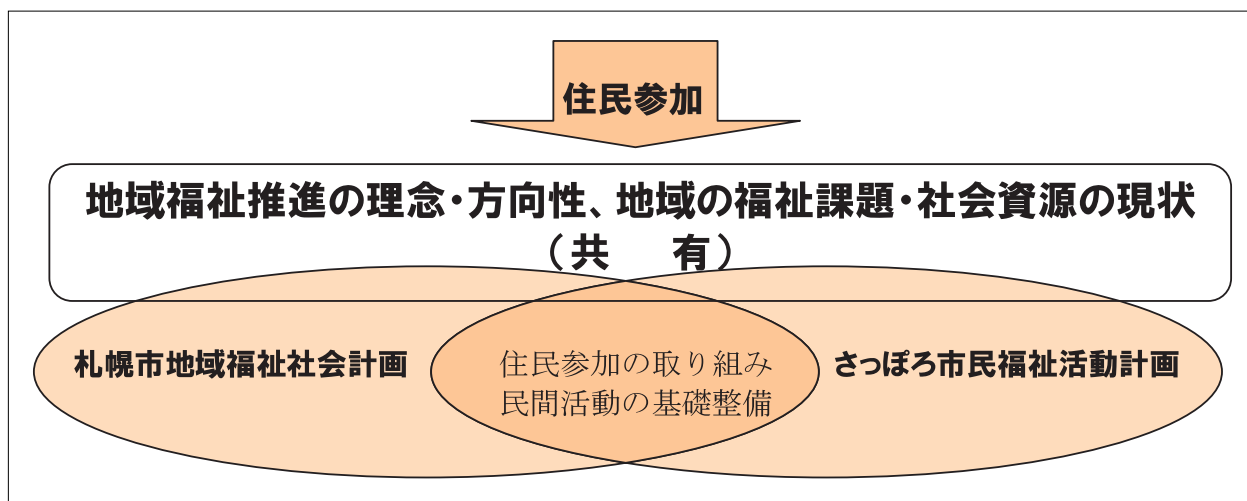 住民参加
地域福祉推進の理念・方向性、地域の福祉課題・社会資源の現状
（共　　有）
札幌市地域福祉社会計画
住民参加の取り組み
民間活動の基礎整備
さっぽろ市民福祉活動計画